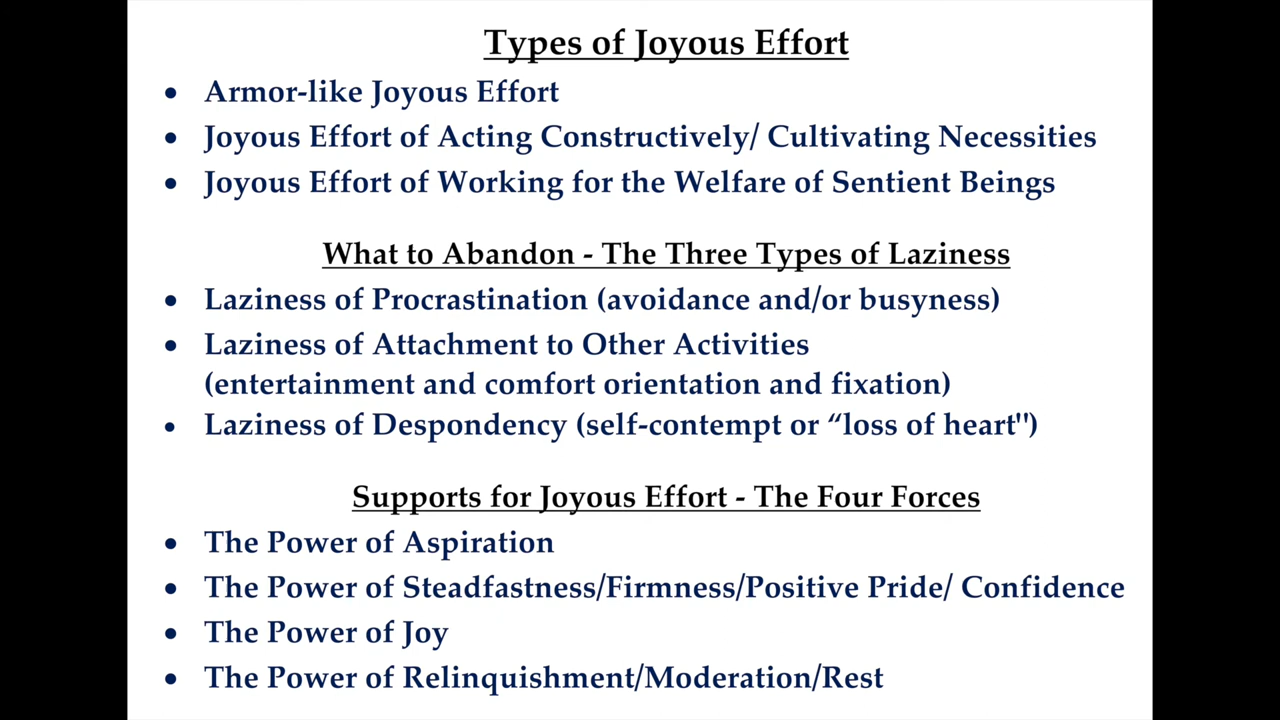 Types of Joyous Effort
• Armor-like Joyous Effort
• Joyous Effort of Acting Constructively/ Cultivating Necessities
• Joyous Effort of Working for the Welfare of Sentient Beings
What to Abandon - The Three Types of Laziness
• Laziness of Procrastination (avoidance and/or busyness)
• Laziness of Attachment to Other Activities
(entertainment and comfort orientation and fixation)
• Laziness of Despondency (self-contempt or “loss of heart")
Supports for Joyous Effort - The Four Forces
• The Power of Aspiration
• The Power of Steadfastness/Firmness/Positive Pride/ Confidence
• The Power of Joy
• The Power of Relinquishment/Moderation/Rest